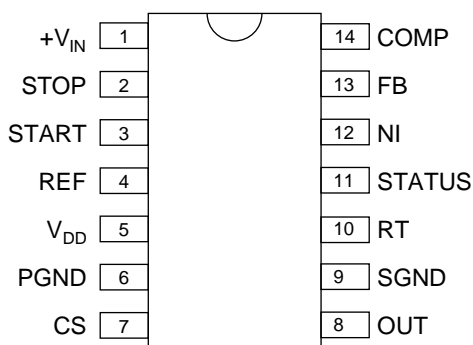 +VIN 1 14 COMP
STOP 2 13 FB
START 3 12 NI
REF 4 11 STATUS
VDD 5 10 RT
PGND 6 9 SGND
CS 7 8 OUT